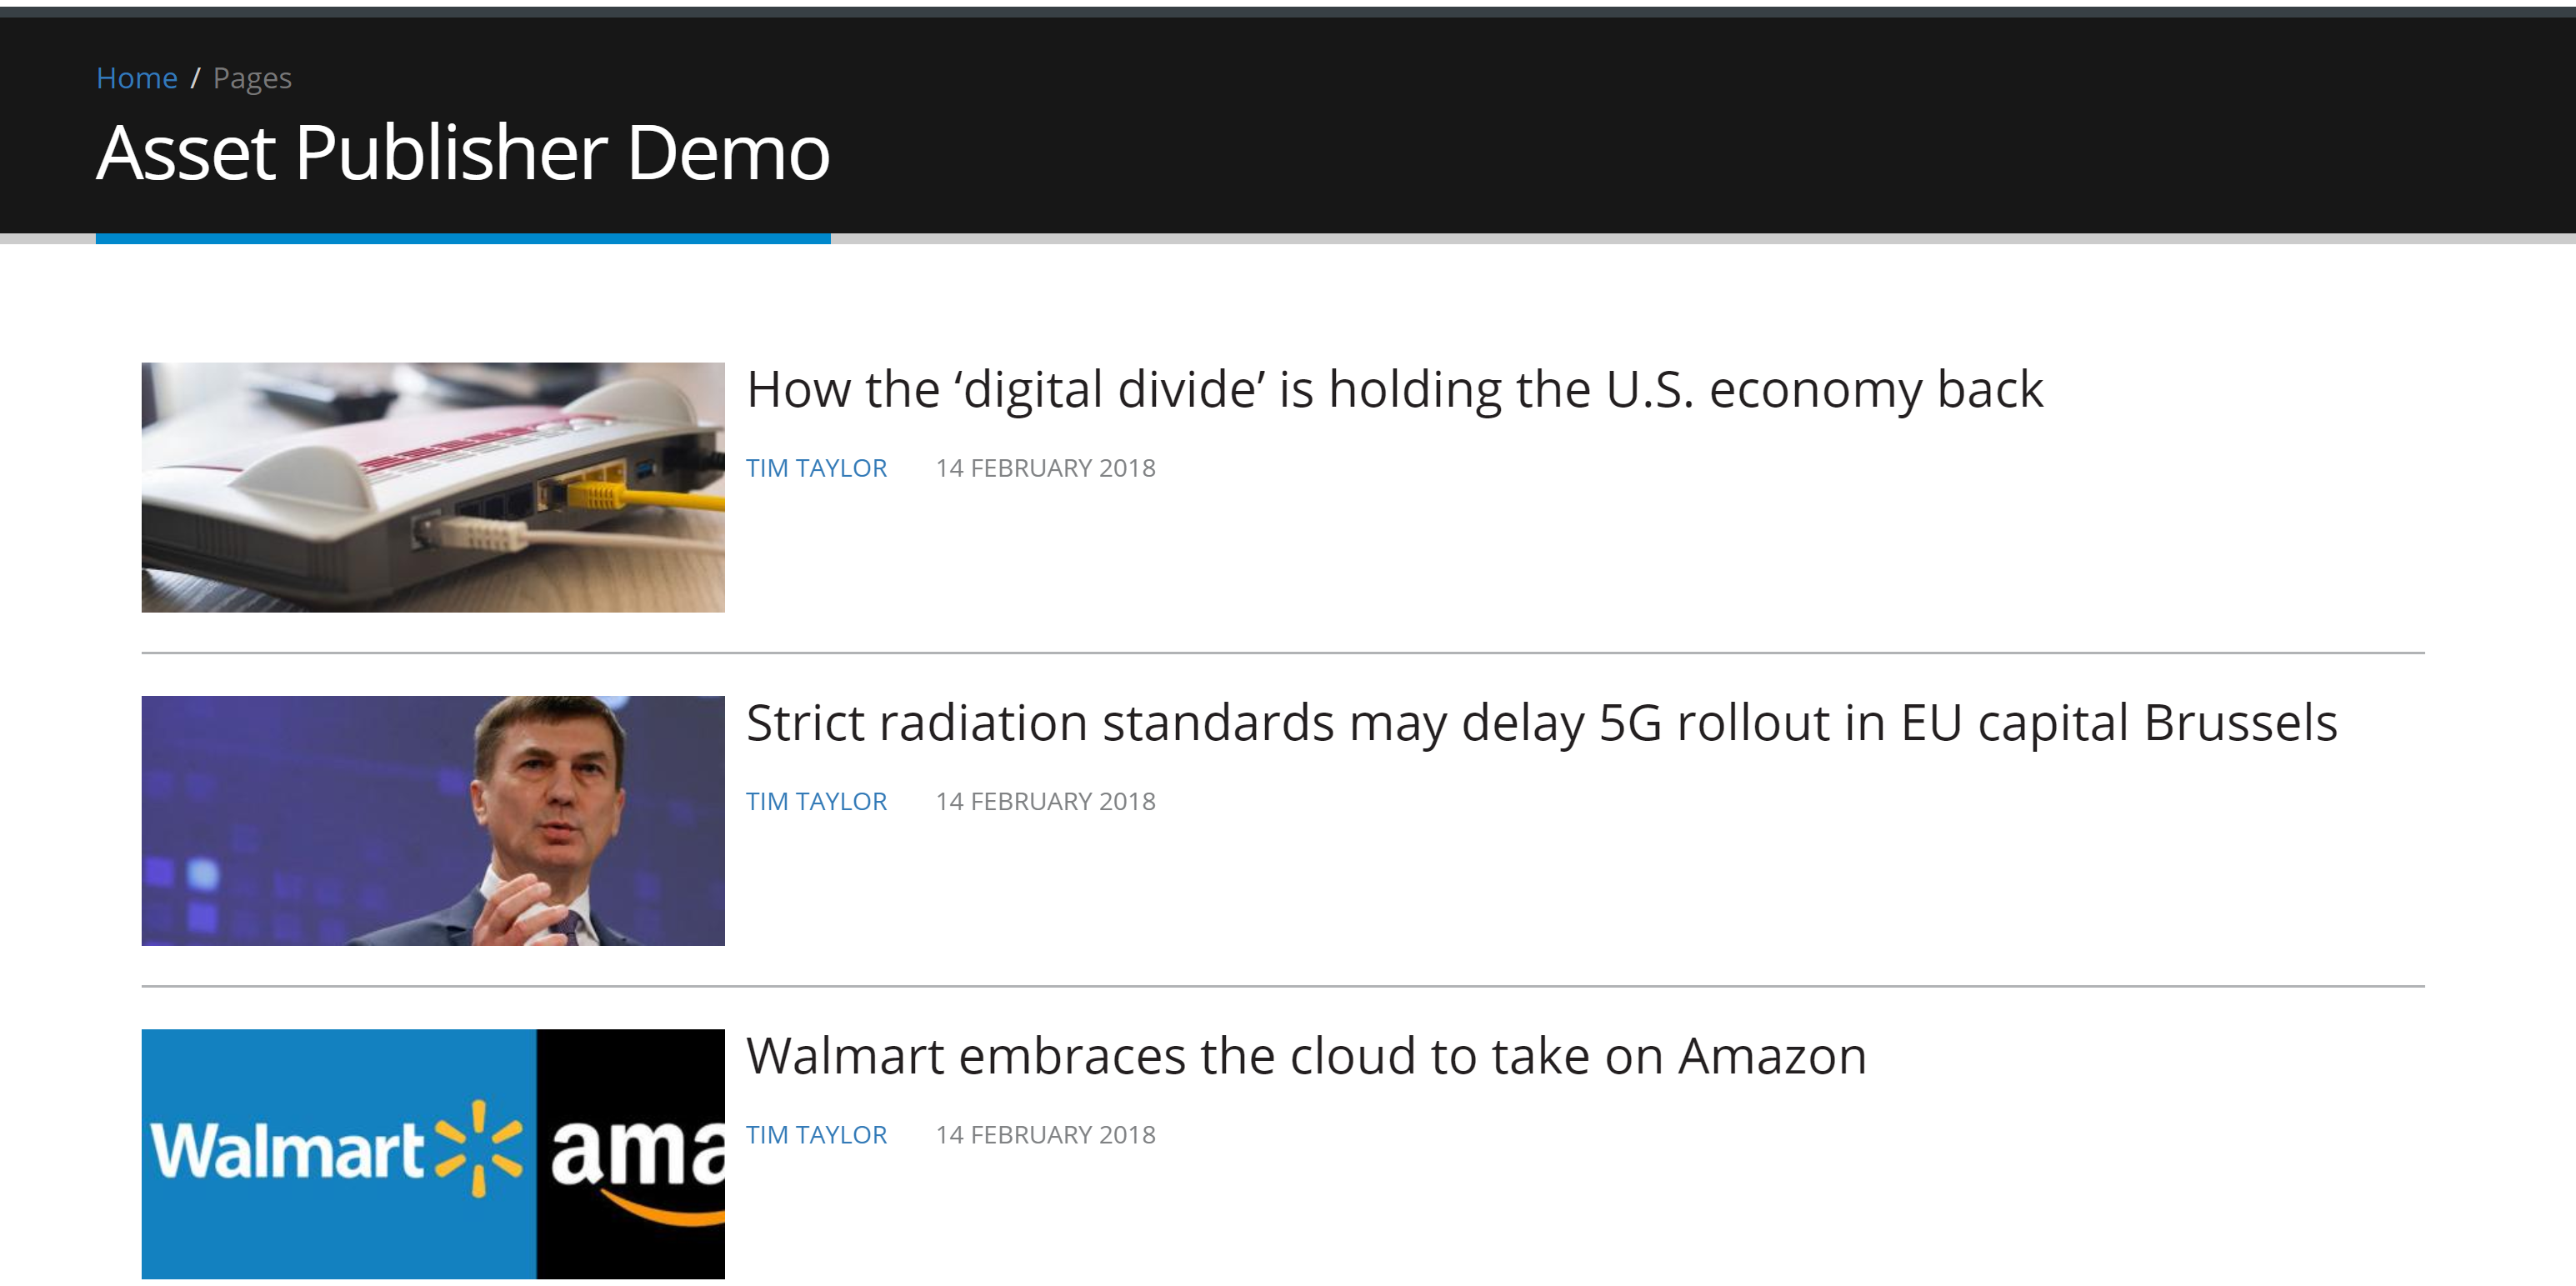 Home / Pages
Asset Publisher Demo
How the ‘digital divide’ is holding the U.S. economy back
TIM TAYLOR 14 FEBRUARY 2018
Strict radiation standards may delay 5G rollout in EU capital Brussels
TIM TAYLOR 14 FEBRUARY 2018
Walmart embraces the cloud to take on Amazon
TIM TAYLOR 14 FEBRUARY 2018
Walmart ama